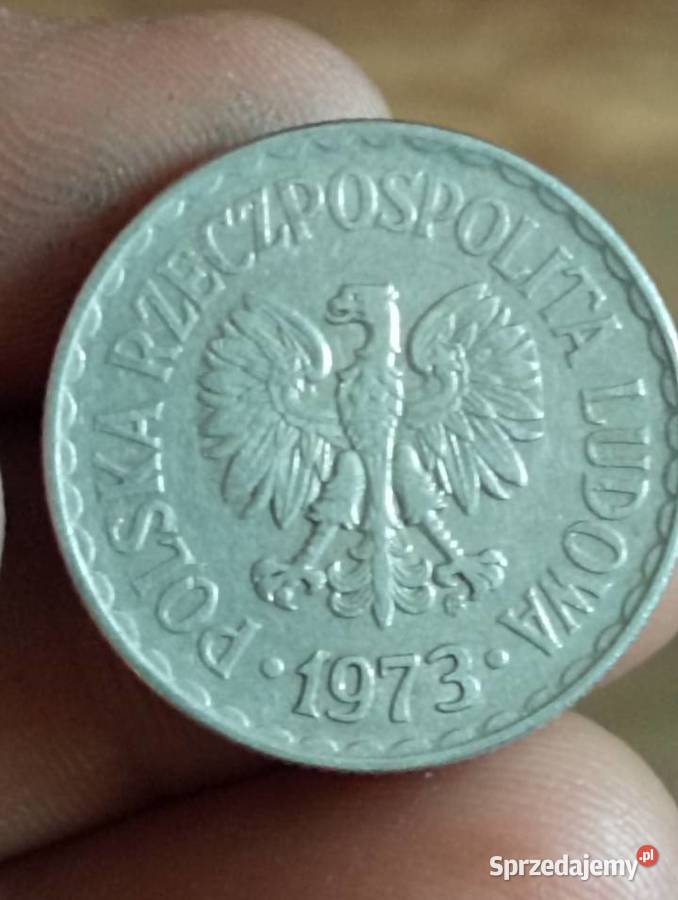 POLSKA RZECZPOSPOLITA LUDOWA
• 1973 •
Sprzedajemy.pl